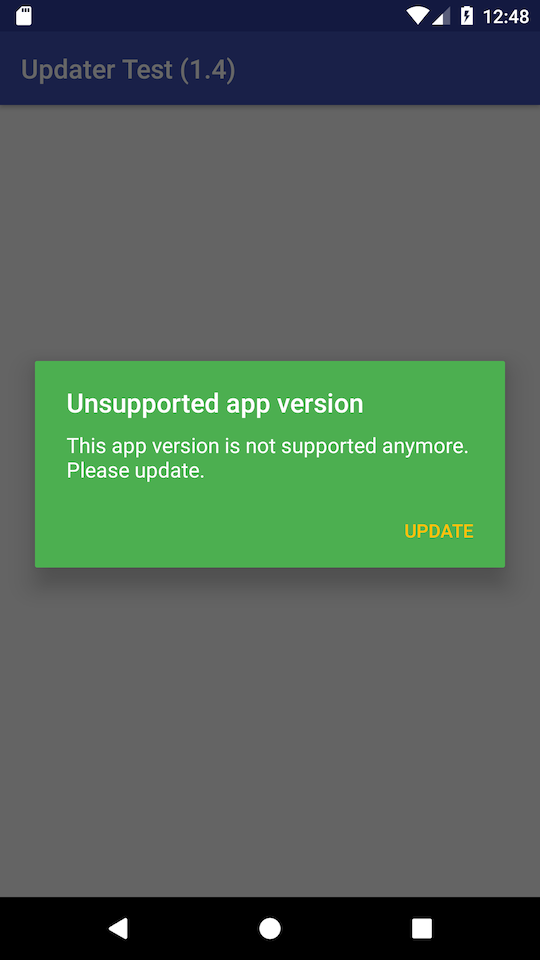 12:48
Updater Test (1.4)
Unsupported app version
This app version is not supported anymore.
Please update.
UPDATE